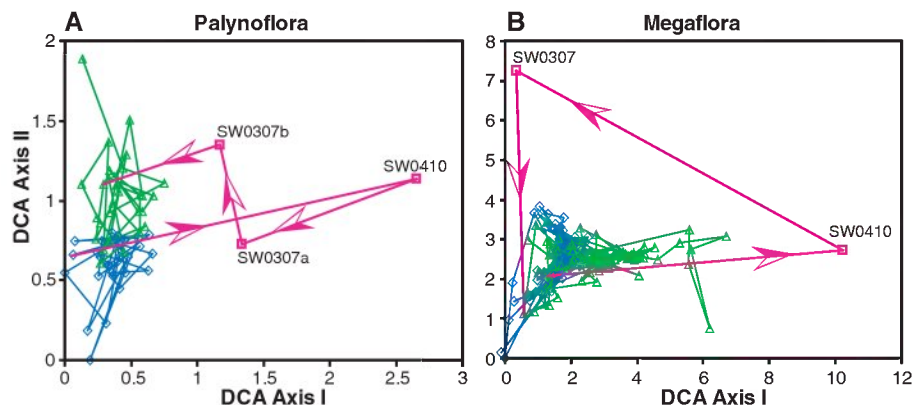 A Palynoflora
2
1.5
1
0.5
0
DCA Axis II
SW0307b
SW0410
SW0307a
0 0.5 1 1.5 2 2.5 3
DCA Axis I
B Megaflora
8
7
6
5
4
3
2
1
0
SW0307
SW0410
0 2 4 6 8 10 12
DCA Axis I